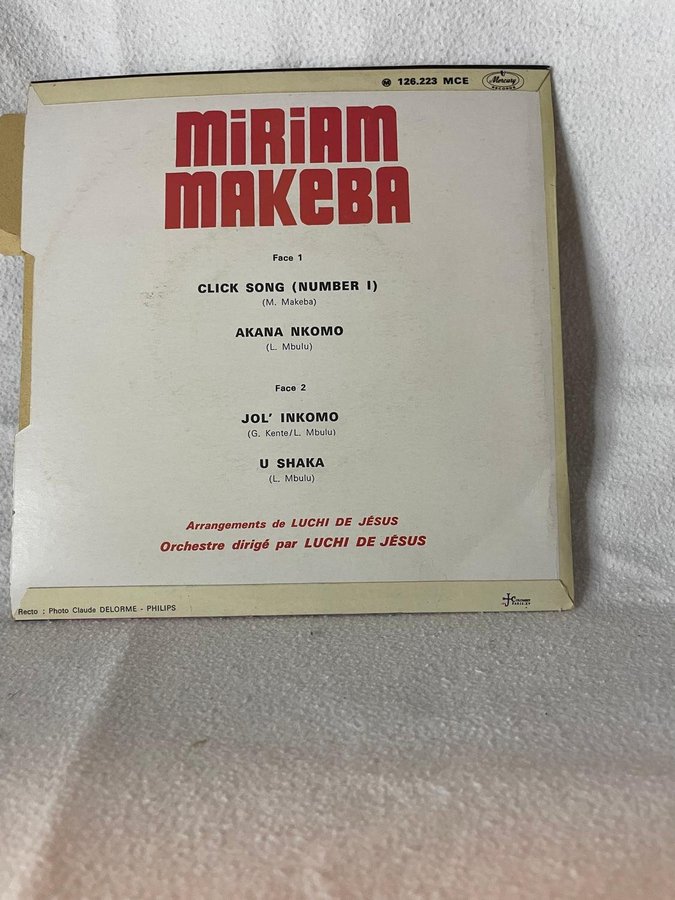 Ⓜ 126.223 MCE
Mercury
RECORDS
MiRiAM
MAKEBA
Face 1
CLICK SONG (NUMBER I)
(M. Makeba)
AKANA NKOMO
(L. Mbulu)
Face 2
JOL' INKOMO
(G. Kente/L. Mbulu)
U SHAKA
(L. Mbulu)
Arrangements de LUCHI DE JÉSUS
Orchestre dirigé par LUCHI DE JÉSUS
Recto : Photo Claude DELORME - PHILIPS